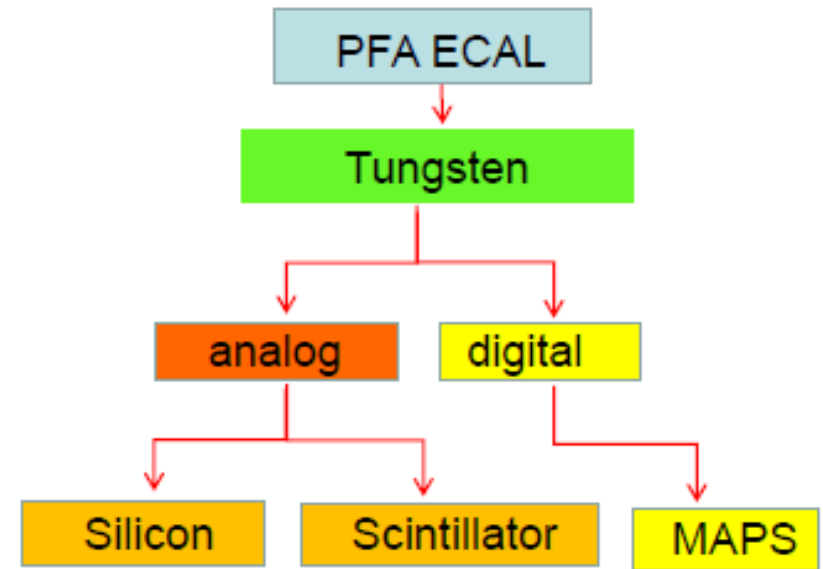 PFA ECAL
Tungsten
analog
digital
Silicon
Scintillator
MAPS